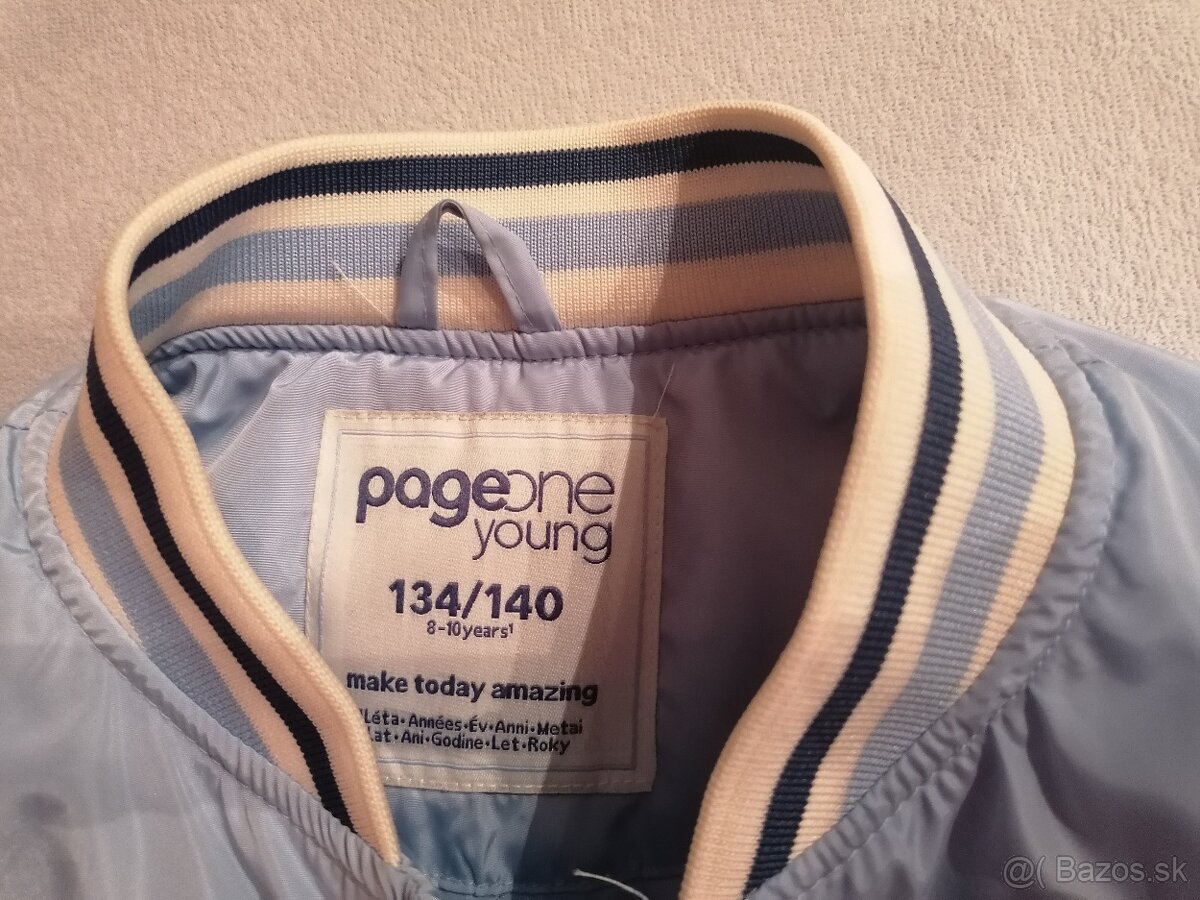 pageone
young
134/140
8-10years¹
make today amazing
¹Léta•Années•Év•Anni•Metai
Lat•Ani•Godine•Let•Roky
@( Bazos.sk